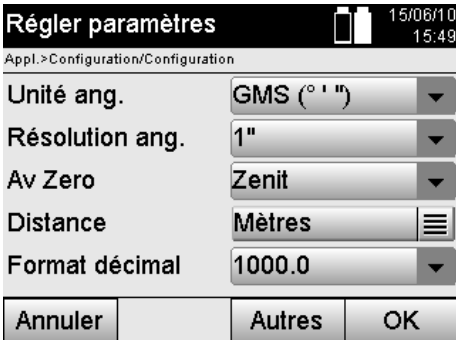 Régler paramètres
15/06/10
15:49
Appl.>Configuration/Configuration
Unité ang. GMS (° ' ")
Résolution ang. 1"
Av Zero Zenit
Distance Mètres
Format décimal 1000.0
Annuler Autres OK